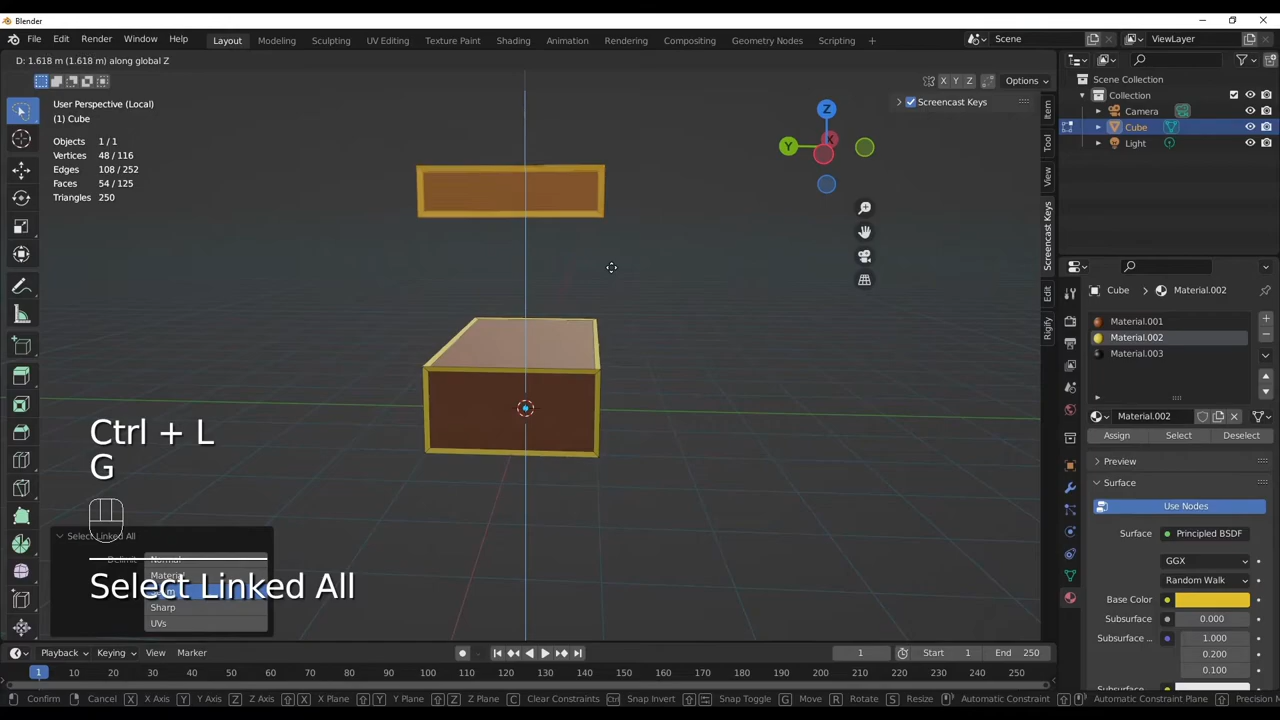 Blender
File Edit Render Window Help Layout Modeling Sculpting UV Editing Texture Paint Shading Animation Rendering Compositing Geometry Nodes Scripting + Scene ViewLayer
D: 1.618 m (1.618 m) along global Z
X Y Z Options
User Perspective (Local)
(1) Cube
Objects 1 / 1
Vertices 48 / 116
Edges 108 / 252
Faces 54 / 125
Triangles 250
Screencast Keys
Z
Y
X
Item
Tool
View
Screencast Keys
Edit
Rigify
Scene Collection
Collection
Camera
Cube
Light
Cube Material.002
Material.001
Material.002
Material.003
Material.002
Assign Select Deselect
Preview
Surface
Use Nodes
Surface Principled BSDF
GGX
Random Walk
Base Color
Subsurface 0.000
Subsurface .. 1.000
0.200
0.100
Ctrl + L
G
Select Linked All
Select Linked All
Delimit Normal
Material
Sharp
UVs
Playback Keying View Marker 1 Start 1 End 250
1 10 20 30 40 50 60 70 80 90 100 110 120 130 140 150 160 170 180 190 200 210 220 230 240 250
Confirm Cancel X X Axis Y Y Axis Z Z Axis X X Plane Y Y Plane Z Z Plane C Clear Constraints Snap Invert Snap Toggle G Move R Rotate S Resize Automatic Constraint Automatic Constraint Plane Precision M